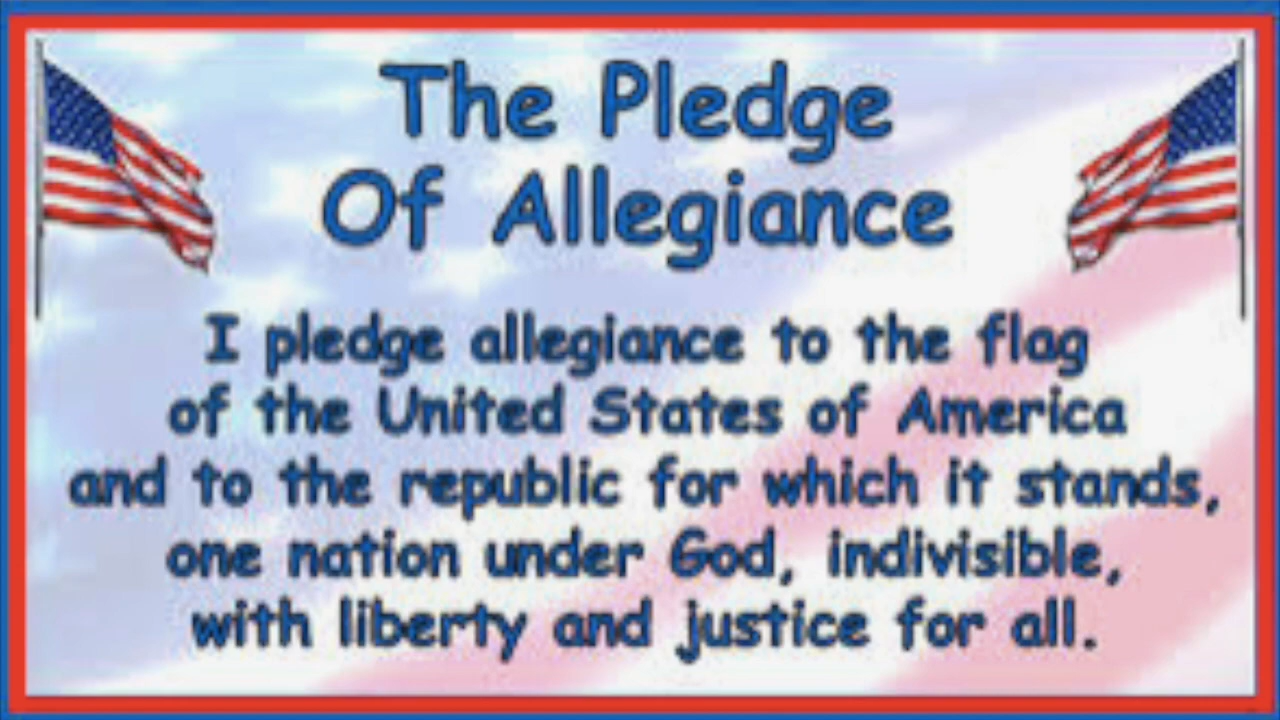 The Pledge
Of Allegiance
I pledge allegiance to the flag
of the United States of America
and to the republic for which it stands,
one nation under God, indivisible,
with liberty and justice for all.